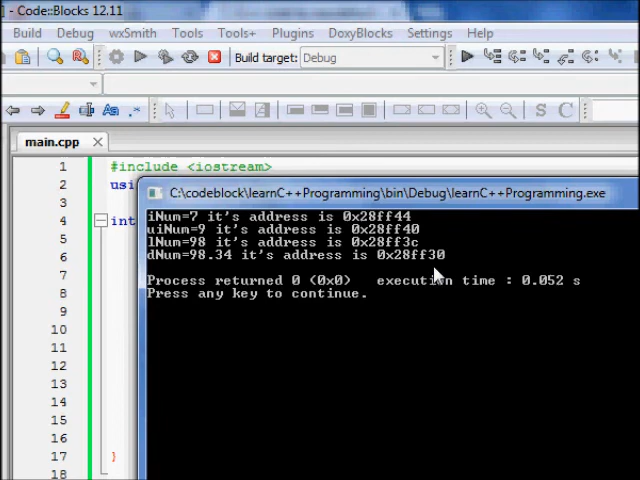 ] - Code::Blocks 12.11
Build Debug wxSmith Tools Tools+ Plugins DoxyBlocks Settings Help
Build target: Debug
Aa .* S C
main.cpp
1 #include <iostream>
2 usi
3
4 int
5
6
7
8
9
10
11
12
13
14
15
16
17 }
18
C:\codeblock\learnC++Programming\bin\Debug\learnC++Programming.exe
iNum=7 it's address is 0x28ff44
uiNum=9 it's address is 0x28ff40
lNum=98 it's address is 0x28ff3c
dNum=98.34 it's address is 0x28ff30
Process returned 0 (0x0) execution time : 0.052 s
Press any key to continue.